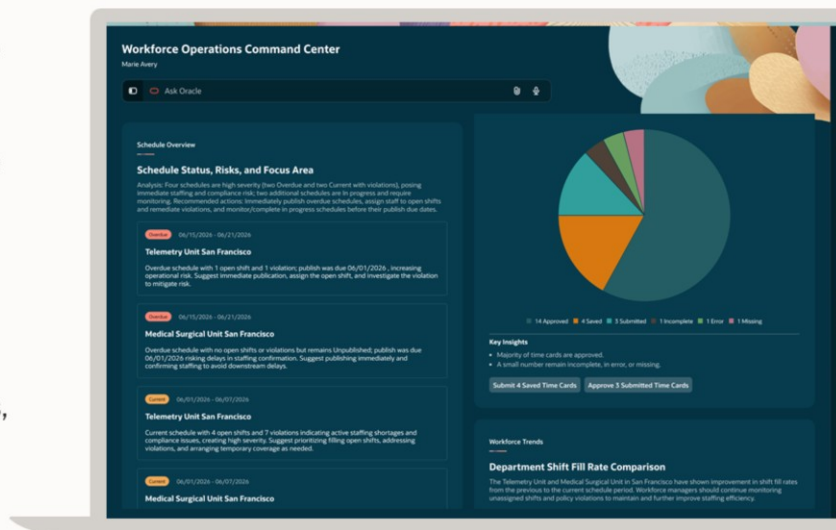 Workforce Operations Command Center
Marie Avery
Ask Oracle
Schedule Overview
Schedule Status, Risks, and Focus Area
Analysis: Four schedules are high severity (two Overdue and two Current with violations), posing
immediate staffing and compliance risk; two additional schedules are in progress and require
monitoring. Recommended actions: Immediately publish overdue schedules, assign staff to open shifts
and remediate violations, and monitor/complete in progress schedules before their publish due dates.
Overdue 06/15/2026 - 06/21/2026
Telemetry Unit San Francisco
Overdue schedule with 1 open shift and 1 violation; publish was due 06/01/2026 , increasing
operational risk. Suggest immediate publication, assign the open shift, and investigate the violation
to mitigate risk.
Overdue 06/15/2026 - 06/21/2026
Medical Surgical Unit San Francisco
Overdue schedule with no open shifts or violations but remains Unpublished; publish was due
06/01/2026 risking delays in staffing confirmation. Suggest publishing immediately and
confirming staffing to avoid downstream delays.
Current 06/01/2026 - 06/07/2026
Telemetry Unit San Francisco
Current schedule with 4 open shifts and 7 violations indicating active staffing shortages and
compliance issues, creating high severity. Suggest prioritizing filling open shifts, addressing
violations, and arranging temporary coverage as needed.
Current 06/01/2026 - 06/07/2026
Medical Surgical Unit San Francisco
14 Approved 4 Saved 3 Submitted 1 Incomplete 1 Error 1 Missing
Key Insights
• Majority of time cards are approved.
• A small number remain incomplete, in error, or missing.
Submit 4 Saved Time Cards Approve 3 Submitted Time Cards
Workforce Trends
Department Shift Fill Rate Comparison
The Telemetry Unit and Medical Surgical Unit in San Francisco have shown improvement in shift fill rates
from the previous to the current schedule period. Workforce managers should continue monitoring
unassigned shifts and policy violations to maintain and further improve staffing efficiency.